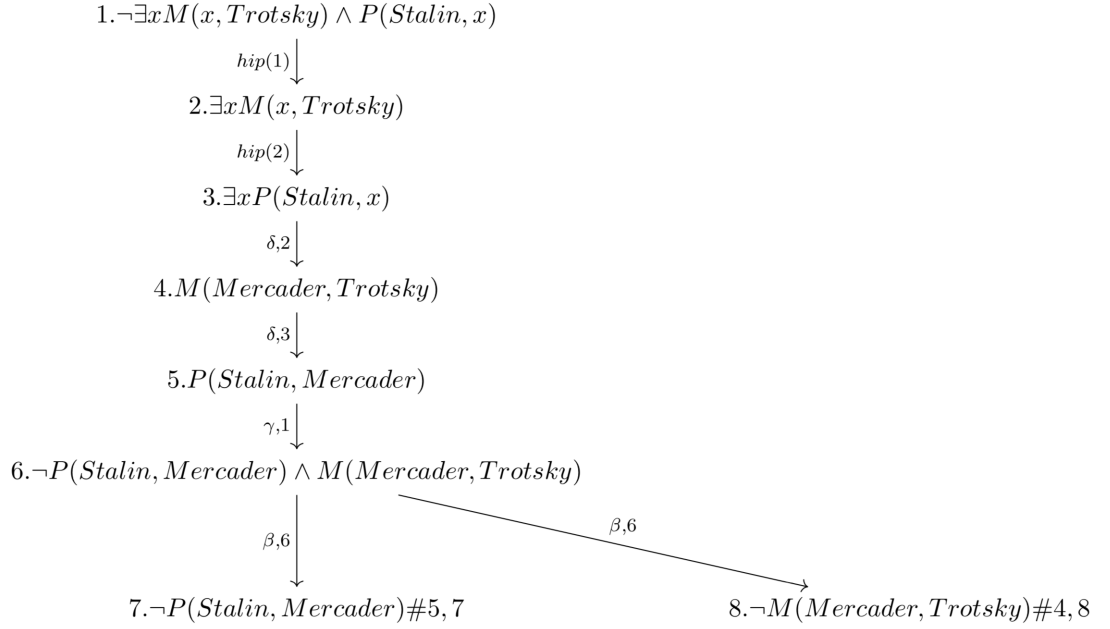 1.¬∃xM(x, Trotsky) ∧ P(Stalin, x)
hip(1)
2.∃xM(x, Trotsky)
hip(2)
3.∃xP(Stalin, x)
δ,2
4.M(Mercader, Trotsky)
δ,3
5.P(Stalin, Mercader)
γ,1
6.¬P(Stalin, Mercader) ∧ M(Mercader, Trotsky)
β,6
β,6
7.¬P(Stalin, Mercader)#5, 7
8.¬M(Mercader, Trotsky)#4, 8